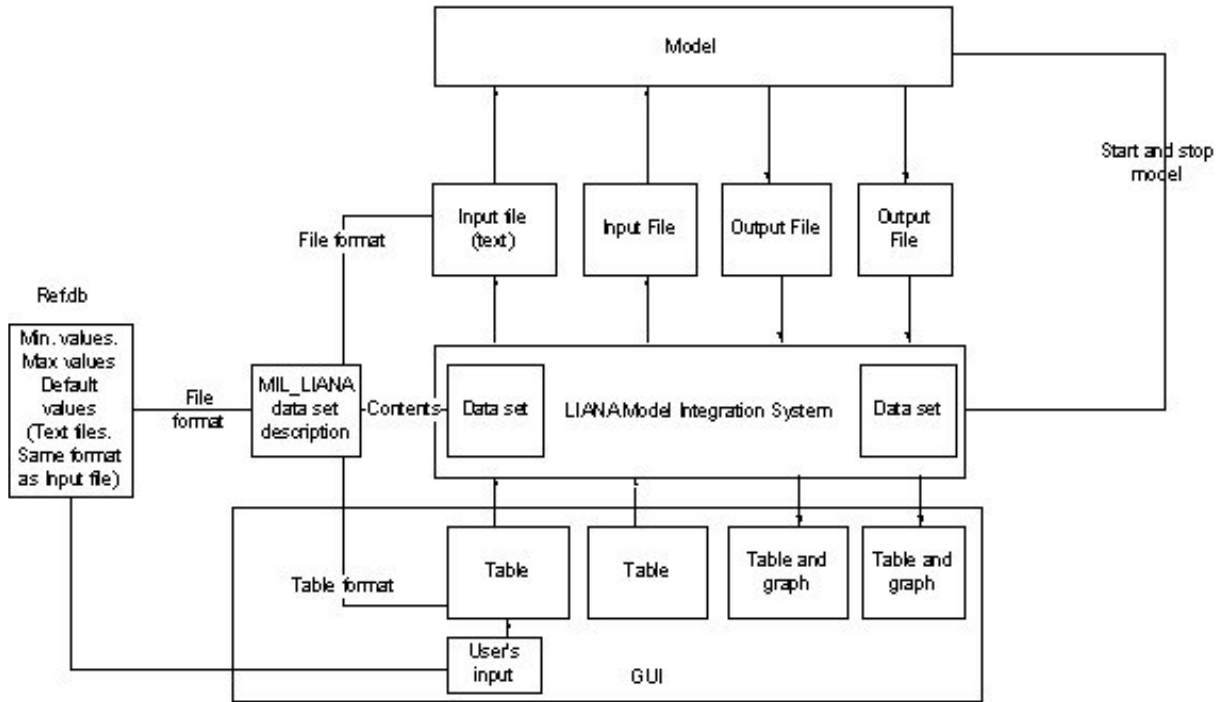 Model
Start and stop
model
Input file
(text)
Input File
Output File
Output
File
File format
Ref.db
Min. values.
Max values
Default
values
(Text files.
Same format
as Input file)
File
format
MIL_LIANA
data set
description
Contents
Data set
LIANA Model Integration System
Data set
Table format
Table
Table
Table and
graph
Table and
graph
User's
input
GUI